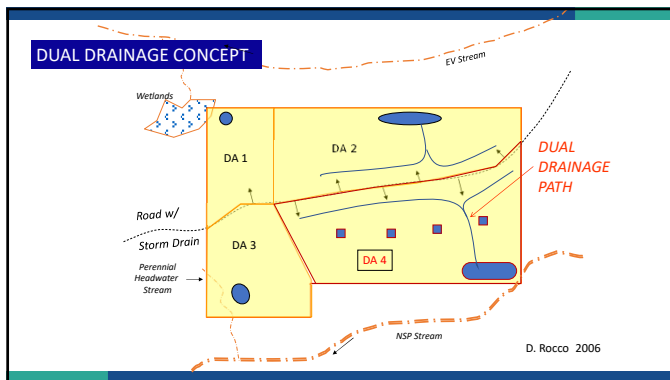 DUAL DRAINAGE CONCEPT
EV Stream
Wetlands
DA 1
DA 2
DUAL
DRAINAGE
PATH
Road w/
Storm Drain
DA 3
DA 4
Perennial
Headwater
Stream
NSP Stream
D. Rocco 2006